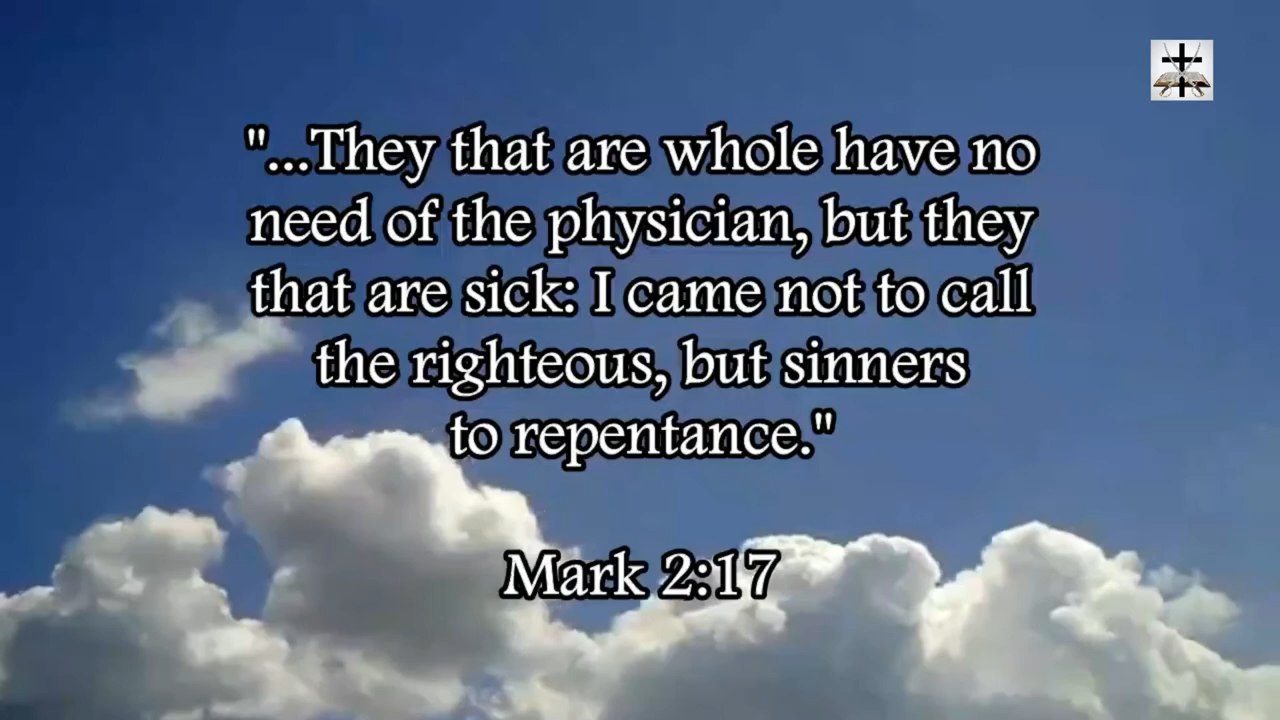 "...They that are whole have no
need of the physician, but they
that are sick: I came not to call
the righteous, but sinners
to repentance."
Mark 2:17